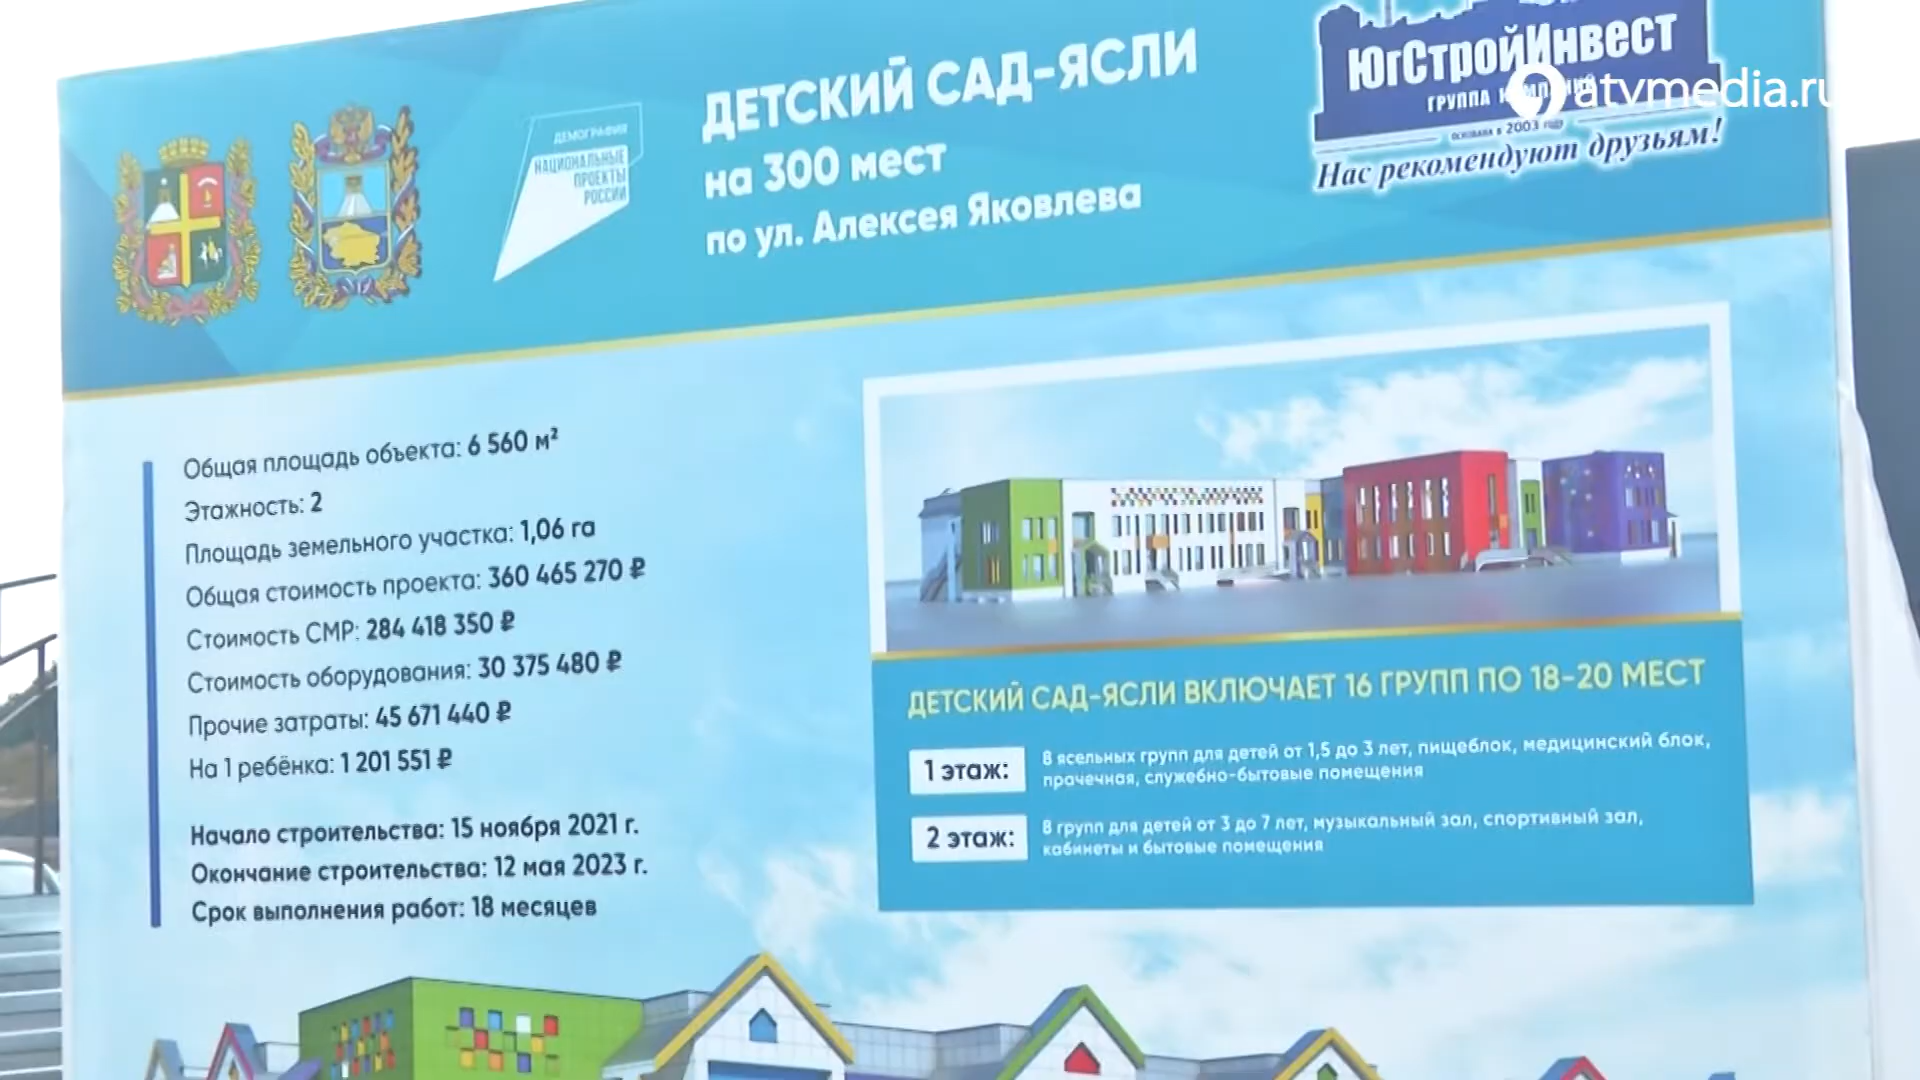 ДЕМОГРАФИЯ
НАЦИОНАЛЬНЫЕ
ПРОЕКТЫ
РОССИИ
ДЕТСКИЙ САД-ЯСЛИ
на 300 мест
по ул. Алексея Яковлева
ЮгСтройИнвест
ГРУППА
atvmedia.ru
ОСНОВАНА В 2003 ГОДУ
Нас рекомендуют друзьям!
Общая площадь объекта: 6 560 м²
Этажность: 2
Площадь земельного участка: 1,06 га
Общая стоимость проекта: 360 465 270 ₽
Стоимость СМР: 284 418 350 ₽
Стоимость оборудования: 30 375 480 ₽
Прочие затраты: 45 671 440 ₽
На 1 ребёнка: 1 201 551 ₽
Начало строительства: 15 ноября 2021 г.
Окончание строительства: 12 мая 2023 г.
Срок выполнения работ: 18 месяцев
ДЕТСКИЙ САД-ЯСЛИ ВКЛЮЧАЕТ 16 ГРУПП ПО 18-20 МЕСТ
1 этаж:
8 ясельных групп для детей от 1,5 до 3 лет, пищеблок, медицинский блок,
прачечная, служебно-бытовые помещения
2 этаж:
8 групп для детей от 3 до 7 лет, музыкальный зал, спортивный зал,
кабинеты и бытовые помещения